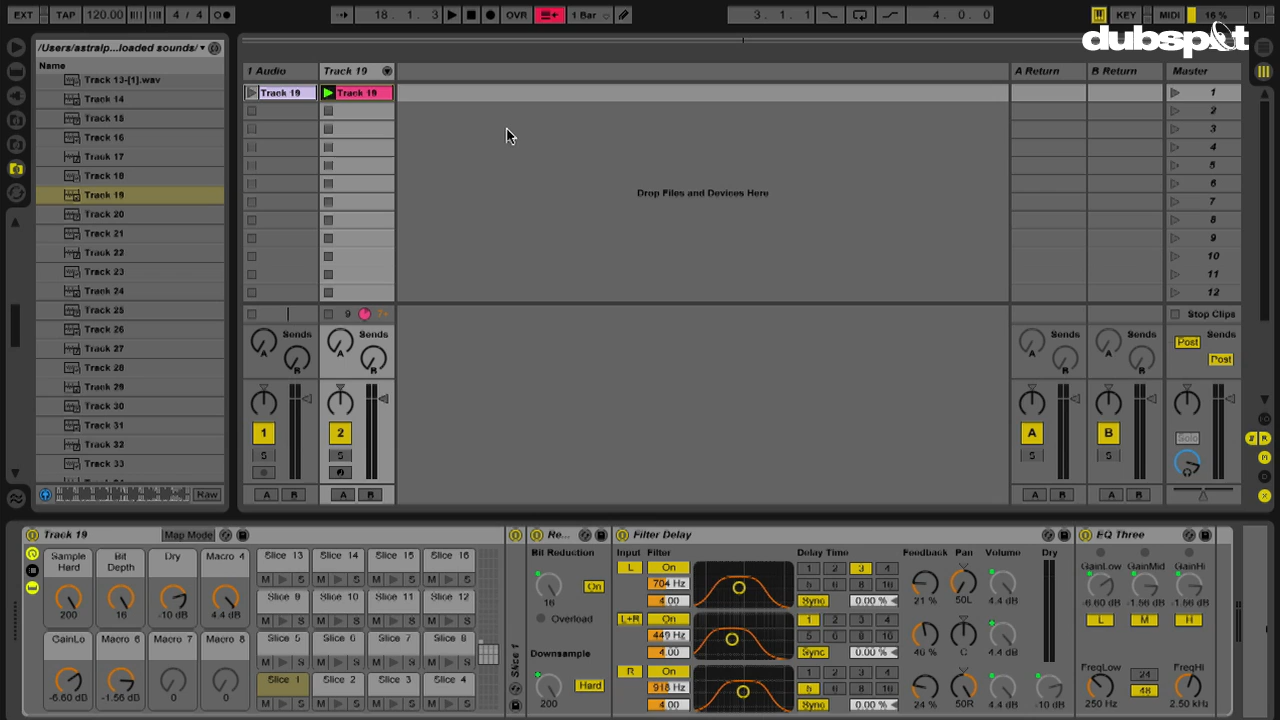 EXT TAP 120.00 4 / 4 18. 1. 3 OVR 1 Bar 3. 1. 1 4. 0. 0 KEY MIDI 16 % D
dubspot
/Users/astralp...loaded sounds/
Name
Track 13-[1].wav
Track 14
Track 15
Track 16
Track 17
Track 18
Track 19
Track 20
Track 21
Track 22
Track 23
Track 24
Track 25
Track 26
Track 27
Track 28
Track 29
Track 30
Track 31
Track 32
Track 33
Raw
1 Audio Track 19 A Return B Return Master
Track 19 Track 19 1
2
3
4
5
Drop Files and Devices Here 6
7
8
9
10
11
12
9 Stop Clips
Sends Sends Sends
A A A A Post
B B B B Post
1 2 A B
S S S S Solo
A B A B A B A B
Track 19 Map Mode Re... Filter Delay EQ Three
Sample Hard Bit Depth Dry Macro 4
200 16 -10 dB 4.4 dB
GainLo Macro 6 Macro 7 Macro 8
-6.60 dB -1.56 dB 0 0
Slice 13 Slice 14 Slice 15 Slice 16
M S M S M S M S
Slice 9 Slice 10 Slice 11 Slice 12
M S M S M S M S
Slice 5 Slice 6 Slice 7 Slice 8
M S M S M S M S
Slice 1 Slice 2 Slice 3 Slice 4
M S M S M S M S
Slice 1
Bit Reduction
16 On
Overload
Downsample
200 Hard
Input Filter Delay Time Feedback Pan Volume Dry
L On 1 2 3 4
704 Hz 5 6 8 16
4.00 Sync 0.00 % 21 % 50L 4.4 dB
L+R On 1 2 3 4
449 Hz 5 6 8 16
4.00 Sync 0.00 % 46 % C 4.4 dB
R On 1 2 3 4
918 Hz 5 6 8 16
4.00 Sync 0.00 % 24 % 50R 4.4 dB -10 dB
GainLow GainMid GainHi
-6.60 dB -1.56 dB -1.56 dB
L M H
FreqLow 24 FreqHi
250 Hz 48 2.50 kHz